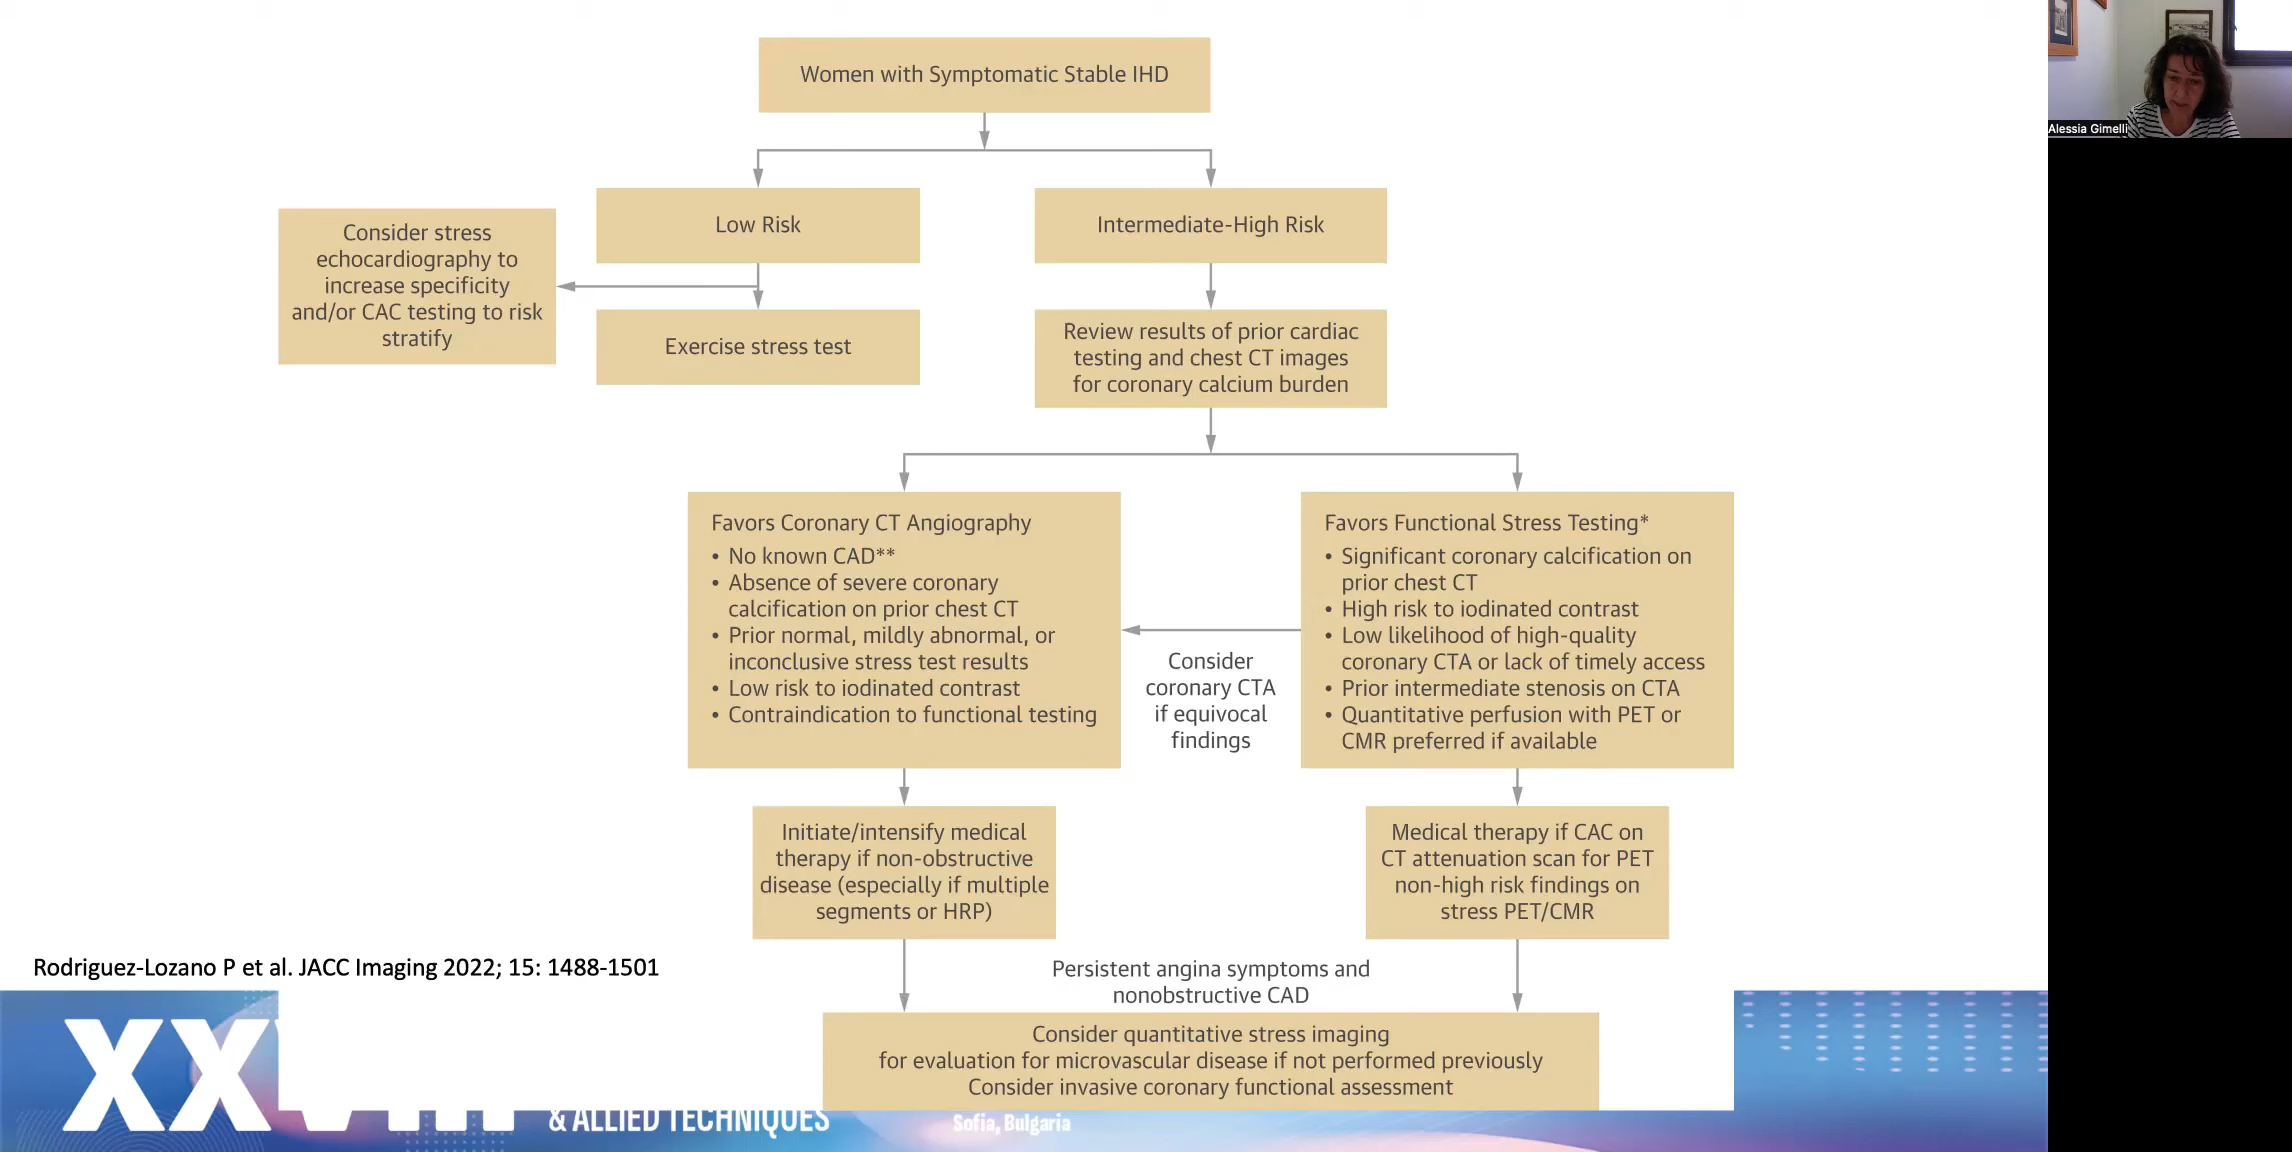 Women with Symptomatic Stable IHD
Low Risk
Intermediate-High Risk
Consider stress
echocardiography to
increase specificity
and/or CAC testing to risk
stratify
Exercise stress test
Review results of prior cardiac
testing and chest CT images
for coronary calcium burden
Favors Coronary CT Angiography
• No known CAD**
• Absence of severe coronary
calcification on prior chest CT
• Prior normal, mildly abnormal, or
inconclusive stress test results
• Low risk to iodinated contrast
• Contraindication to functional testing
Consider
coronary CTA
if equivocal
findings
Favors Functional Stress Testing*
• Significant coronary calcification on
prior chest CT
• High risk to iodinated contrast
• Low likelihood of high-quality
coronary CTA or lack of timely access
• Prior intermediate stenosis on CTA
• Quantitative perfusion with PET or
CMR preferred if available
Initiate/intensify medical
therapy if non-obstructive
disease (especially if multiple
segments or HRP)
Medical therapy if CAC on
CT attenuation scan for PET
non-high risk findings on
stress PET/CMR
Persistent angina symptoms and
nonobstructive CAD
Consider quantitative stress imaging
for evaluation for microvascular disease if not performed previously
Consider invasive coronary functional assessment
Rodriguez-Lozano P et al. JACC Imaging 2022; 15: 1488-1501
& ALLIED TECHNIQUES
Sofia, Bulgaria
Alessia Gimelli